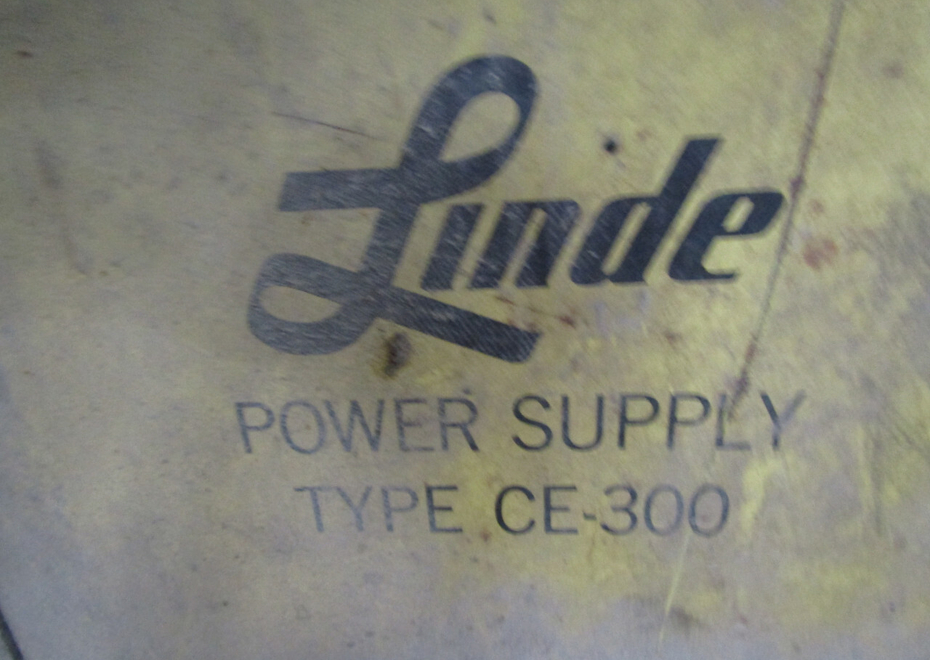 Linde
POWER SUPPLY
TYPE CE-300